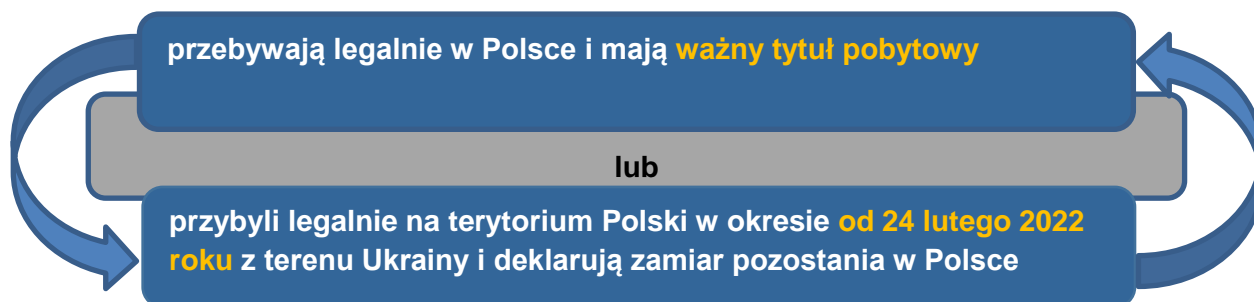 przebywają legalnie w Polsce i mają ważny tytuł pobytowy
lub
przybyli legalnie na terytorium Polski w okresie od 24 lutego 2022
roku z terenu Ukrainy i deklarują zamiar pozostania w Polsce